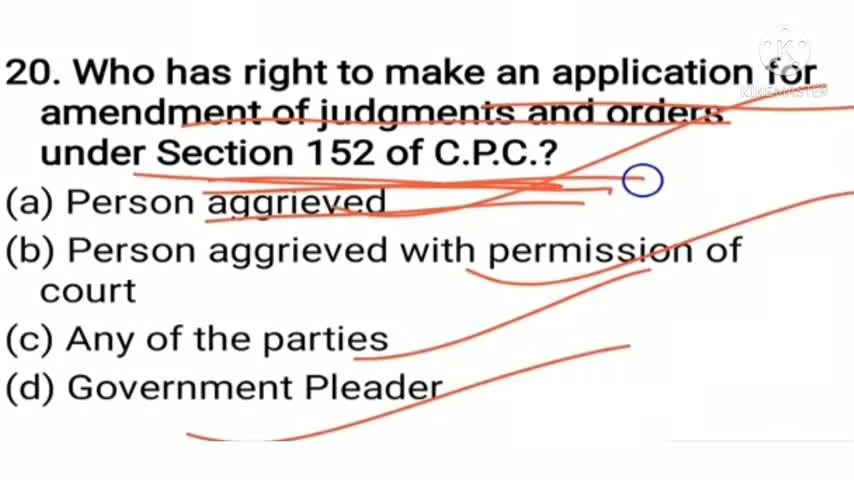 20. Who has right to make an application for
KINEMASTER
amendment of judgments and orders
under Section 152 of C.P.C.?
(a) Person aggrieved
(b) Person aggrieved with permission of
court
(c) Any of the parties
(d) Government Pleader